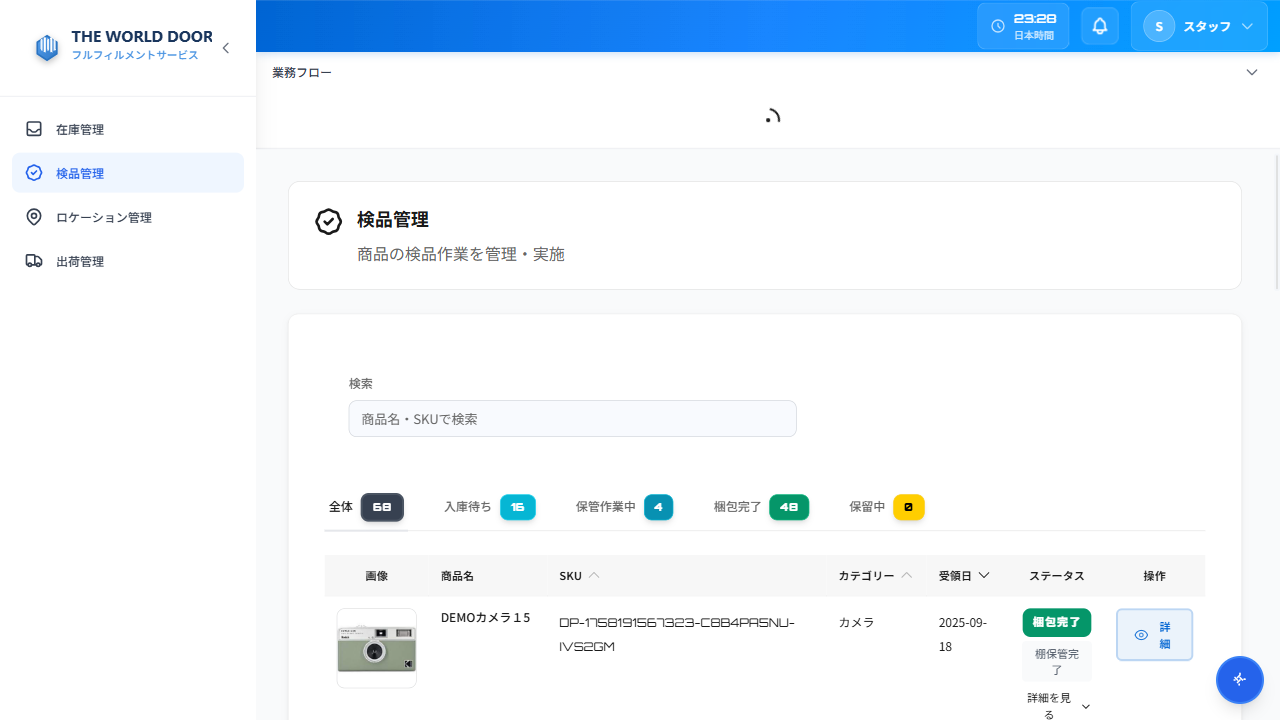 THE WORLD DOOR
フルフィルメントサービス
23:28
日本時間
S
スタッフ
業務フロー
在庫管理
検品管理
ロケーション管理
出荷管理
検品管理
商品の検品作業を管理・実施
検索
商品名・SKUで検索
全体 68
入庫待ち 16
保管作業中 4
梱包完了 48
保留中 0
画像 商品名 SKU カテゴリー 受領日 ステータス 操作
DEMOカメラ１５
DP-1758191567323-C8B4PA5NU-
IVS2GM
カメラ
2025-09-
18
梱包完了
棚保管完
了
詳細を見
る
詳
細